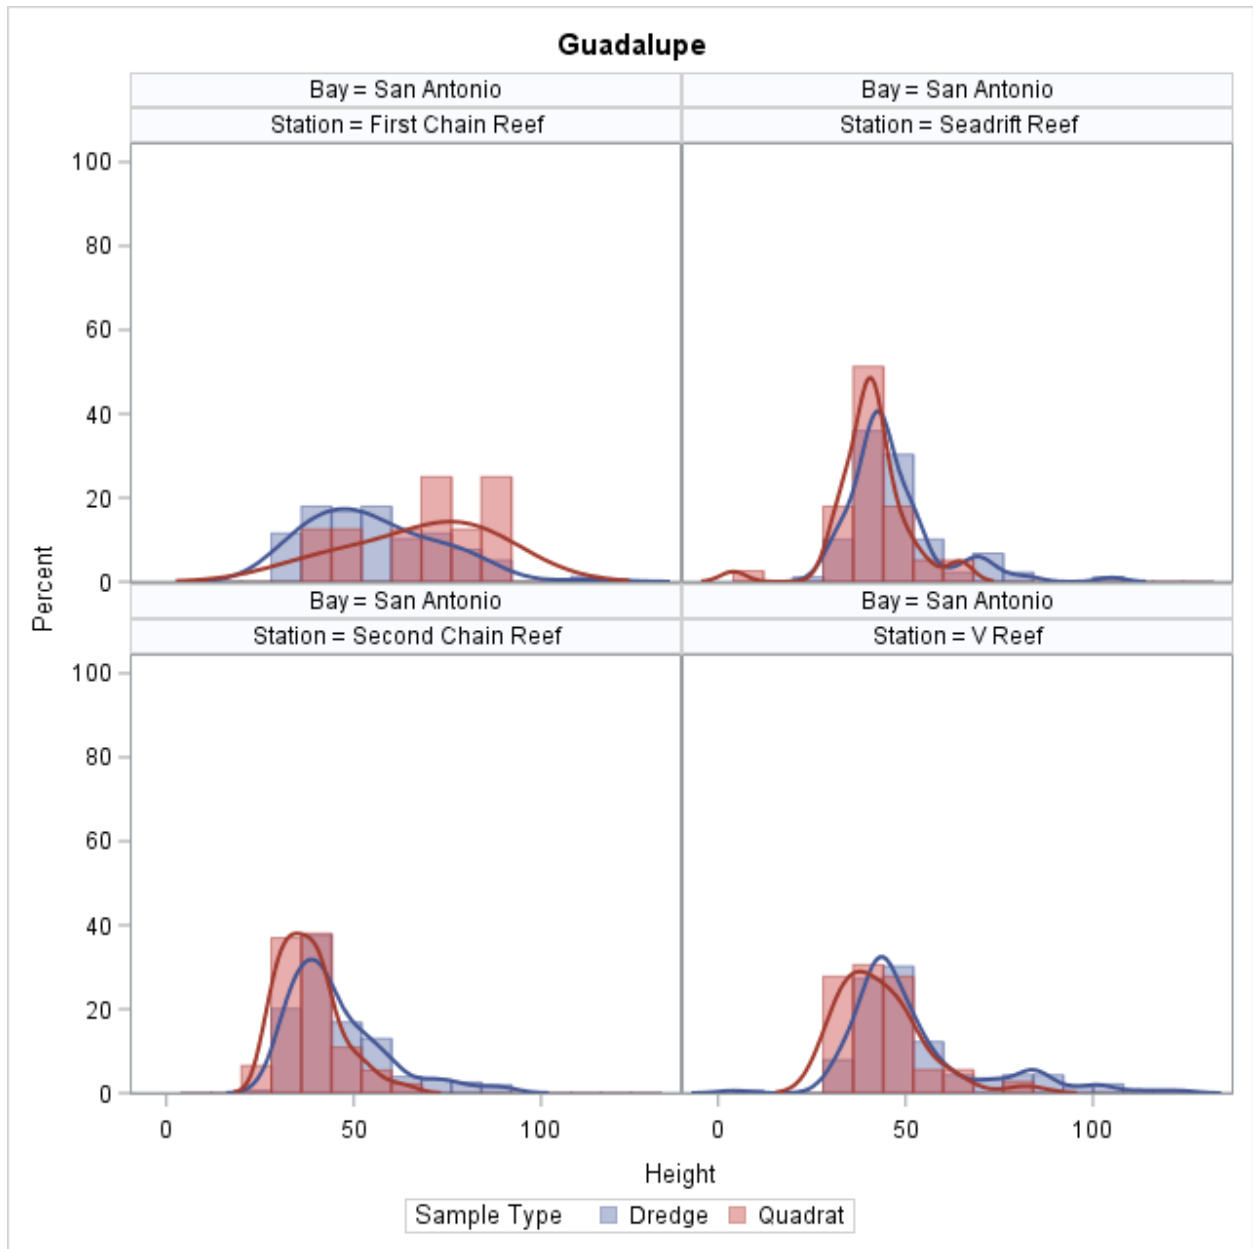 Guadalupe
Bay = San Antonio
Bay = San Antonio
Station = First Chain Reef
Station = Seadrift Reef
100
80
60
40
20
0
Bay = San Antonio
Bay = San Antonio
Station = Second Chain Reef
Station = V Reef
100
80
60
40
20
0
Percent
0 50 100
0 50 100
Height
Sample Type Dredge Quadrat